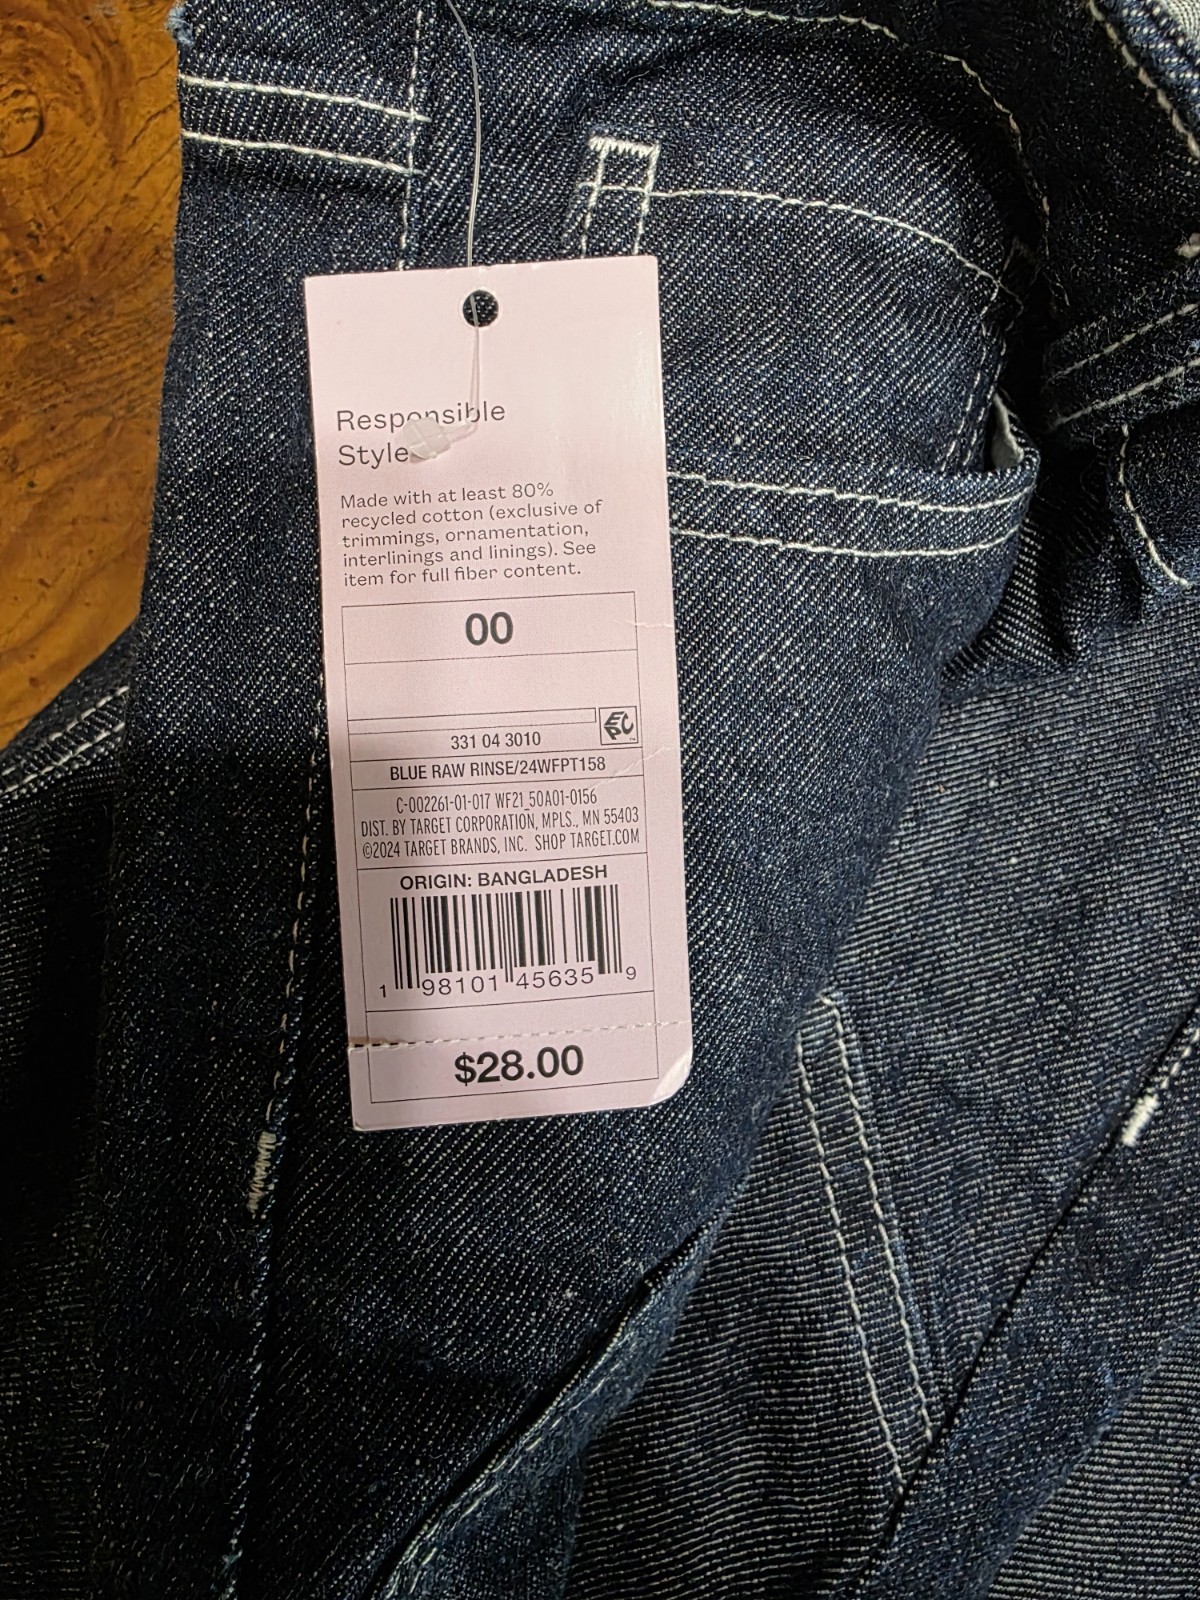 Responsible
Style
Made with at least 80%
recycled cotton (exclusive of
trimmings, ornamentation,
interlinings and linings). See
item for full fiber content.
00
EPC
331 04 3010
BLUE RAW RINSE/24WFPT158
C-002261-01-017 WF21_50A01-0156
DIST. BY TARGET CORPORATION, MPLS., MN 55403
©2024 TARGET BRANDS, INC. SHOP TARGET.COM
ORIGIN: BANGLADESH
1 98101 45635 9
$28.00